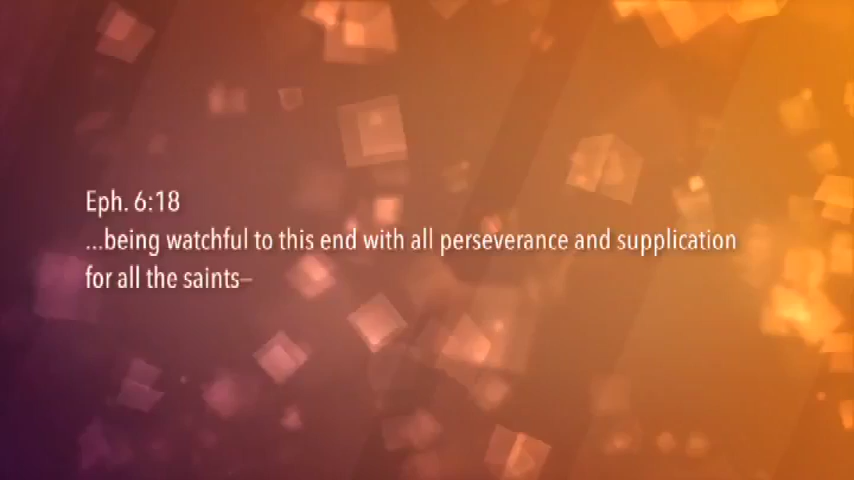 Eph. 6:18
...being watchful to this end with all perseverance and supplication
for all the saints–